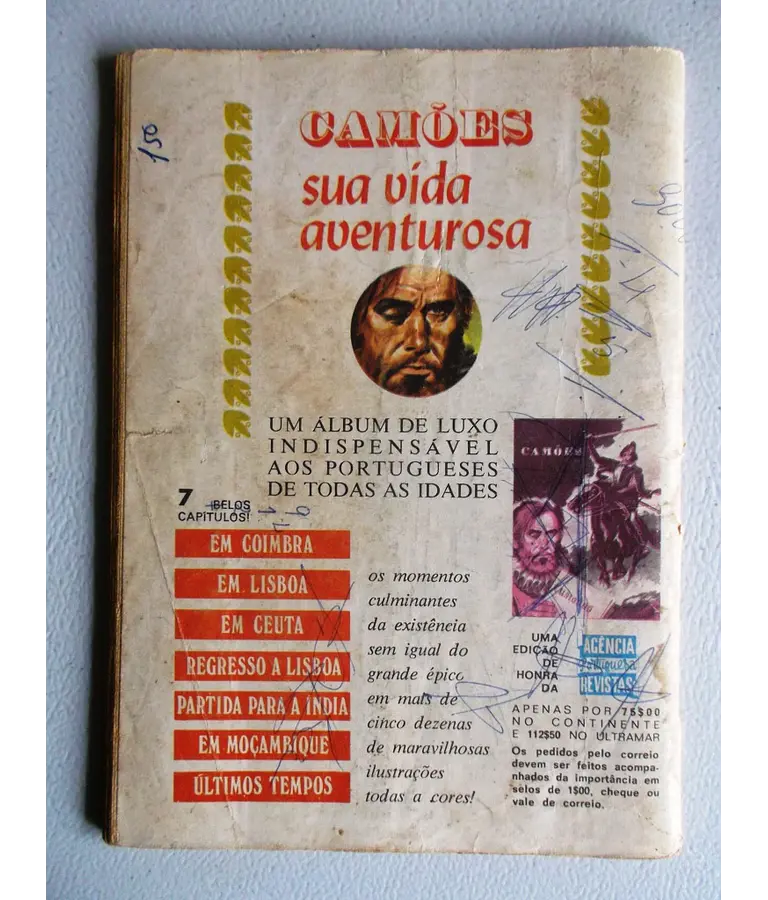 150
CAMÕES
sua vida
aventurosa
UM ÁLBUM DE LUXO
INDISPENSÁVEL
AOS PORTUGUESES
DE TODAS AS IDADES
7 BELOS
CAPÍTULOS!
EM COIMBRA
EM LISBOA
EM CEUTA
REGRESSO A LISBOA
PARTIDA PARA A ÍNDIA
EM MOÇAMBIQUE
ÚLTIMOS TEMPOS
os momentos
culminantes
da existência
sem igual do
grande épico
em mais de
cinco dezenas
de maravilhosas
ilustrações
todas a cores!
CAMÕES
UMA
EDIÇÃO
DE
HONRA
DA
AGÊNCIA
portuguesa
REVISTAS
APENAS POR 75$00
NO CONTINENTE
E 112$50 NO ULTRAMAR
Os pedidos pelo correio
devem ser feitos acompa-
nhados da importância em
selos de 1$00, cheque ou
vale de correio.